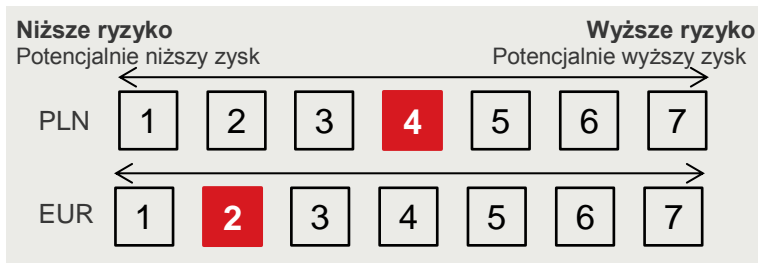 Niższe ryzyko Wyższe ryzyko
Potencjalnie niższy zysk Potencjalnie wyższy zysk
PLN 1 2 3 4 5 6 7
EUR 1 2 3 4 5 6 7